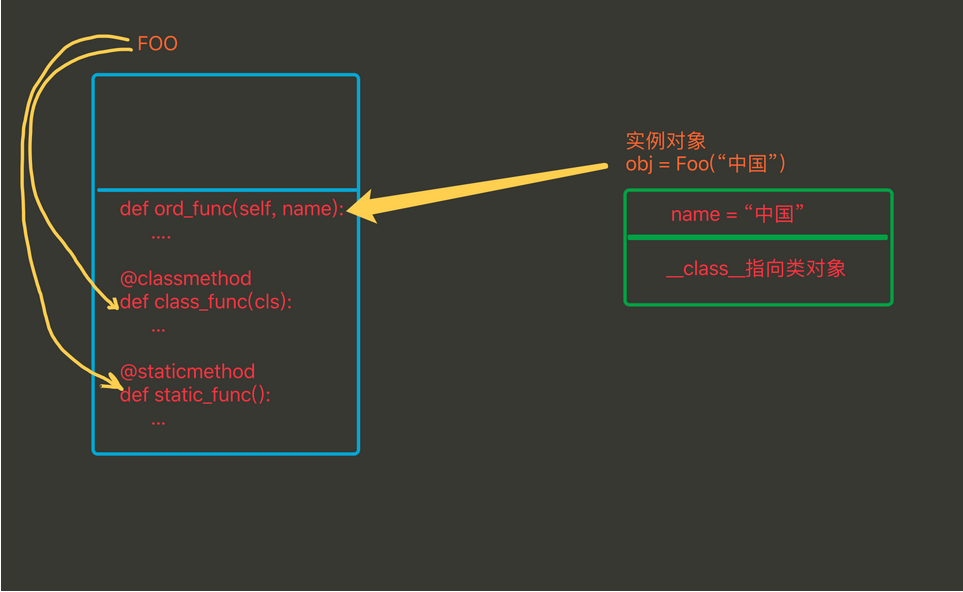 FOO
def ord_func(self, name):
....
@classmethod
def class_func(cls):
...
@staticmethod
def static_func():
...
实例对象
obj = Foo(“中国”)
name = “中国”
__class__指向类对象